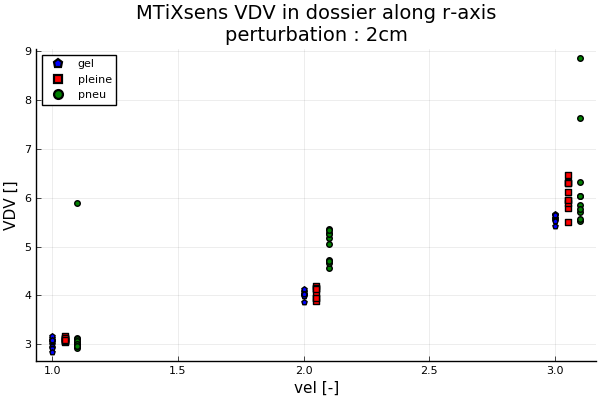 MTiXsens VDV in dossier along r-axis
perturbation : 2cm
gel
pleine
pneu
VDV []
9
8
7
6
5
4
3
1.0
1.5
2.0
2.5
3.0
vel [-]